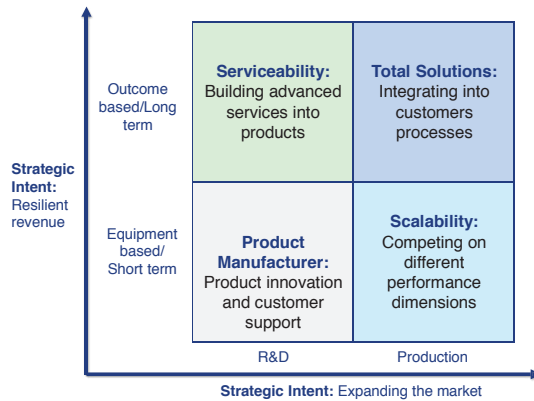 Serviceability:
Building advanced
services into
products
Total Solutions:
Integrating into
customers
processes
Outcome
based/Long
term
Strategic
Intent:
Resilient
revenue
Equipment
based/
Short term
Product
Manufacturer:
Product innovation
and customer
support
Scalability:
Competing on
different
performance
dimensions
R&D
Production
Strategic Intent: Expanding the market